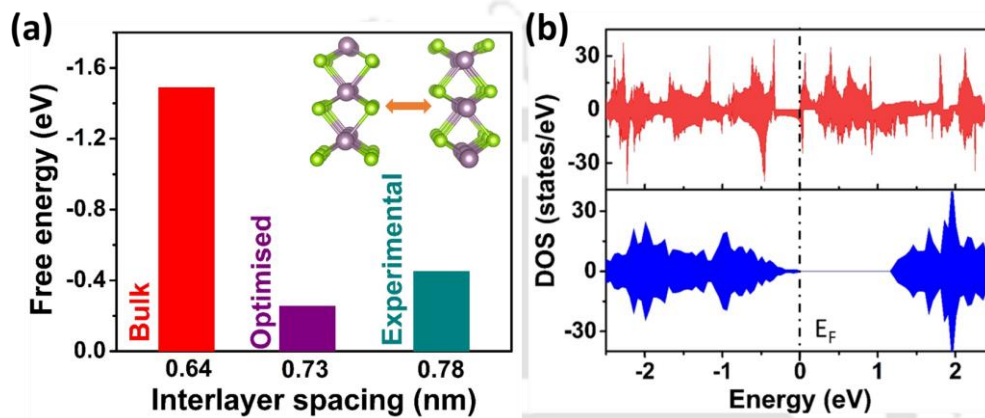 (a)
Free energy (eV)
-1.6
-1.2
-0.8
-0.4
0.0
Bulk
Optimised
Experimental
0.64
0.73
0.78
Interlayer spacing (nm)
(b)
DOS (states/eV)
30
0
-30
30
0
-30
E_F
-2
-1
0
1
2
Energy (eV)